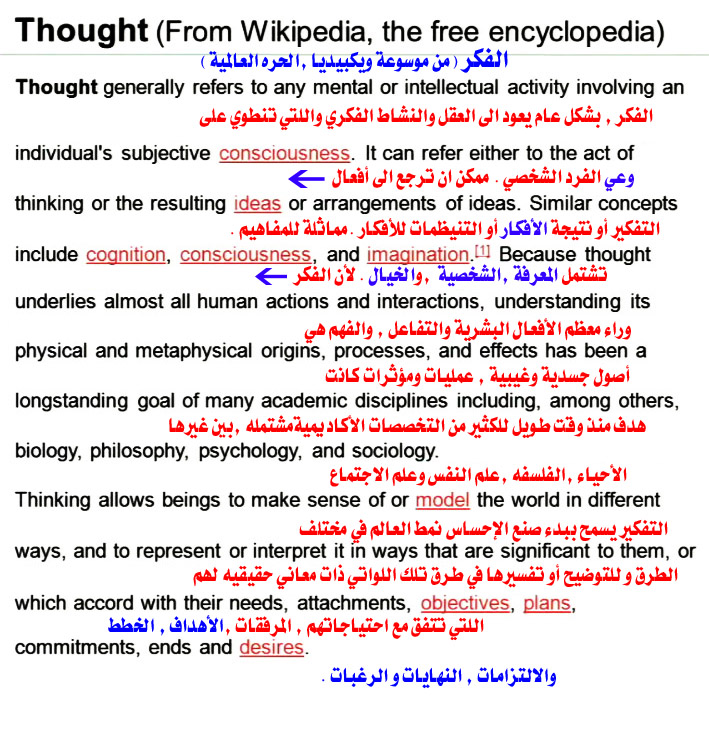 Thought (From Wikipedia, the free encyclopedia)
الفكر ( من موسوعة ويكبيديا , الحره العالمية )
Thought generally refers to any mental or intellectual activity involving an
الفكر , بشكل عام يعود الى العقل والنشاط الفكري واللتي تنطوي على
individual's subjective consciousness. It can refer either to the act of
وعي الفرد الشخصي . ممكن ان ترجع الى أفعال ←
thinking or the resulting ideas or arrangements of ideas. Similar concepts
التفكير أو نتيجة الأفكار أو التنيظمات للأفكار . مماثلة للمفاهيم .
include cognition, consciousness, and imagination.[1] Because thought
تشتمل المعرفة , الشخصية , والخيال . لأن الفكر ←
underlies almost all human actions and interactions, understanding its
وراء معظم الأفعال البشرية والتفاعل , والفهم هي
physical and metaphysical origins, processes, and effects has been a
أصول جسدية وغيبية , عمليات ومؤثرات كانت
longstanding goal of many academic disciplines including, among others,
هدف منذ وقت طويل للكثير من التخصصات الأكاديمية مشتمله , بين غيرها
biology, philosophy, psychology, and sociology.
الأحياء , الفلسفه , علم النفس وعلم الاجتماع
Thinking allows beings to make sense of or model the world in different
التفكير يسمح ببدء صنع الإحساس نمط العالم في مختلف
ways, and to represent or interpret it in ways that are significant to them, or
الطرق و للتوضيح أو تفسيرها في طرق تلك اللواتي ذات معاني حقيقيه لهم
which accord with their needs, attachments, objectives, plans,
اللتي تتفق مع احتياجاتهم , المرفقات , الأهداف , الخطط
commitments, ends and desires.
والالتزامات , النهايات و الرغبات .